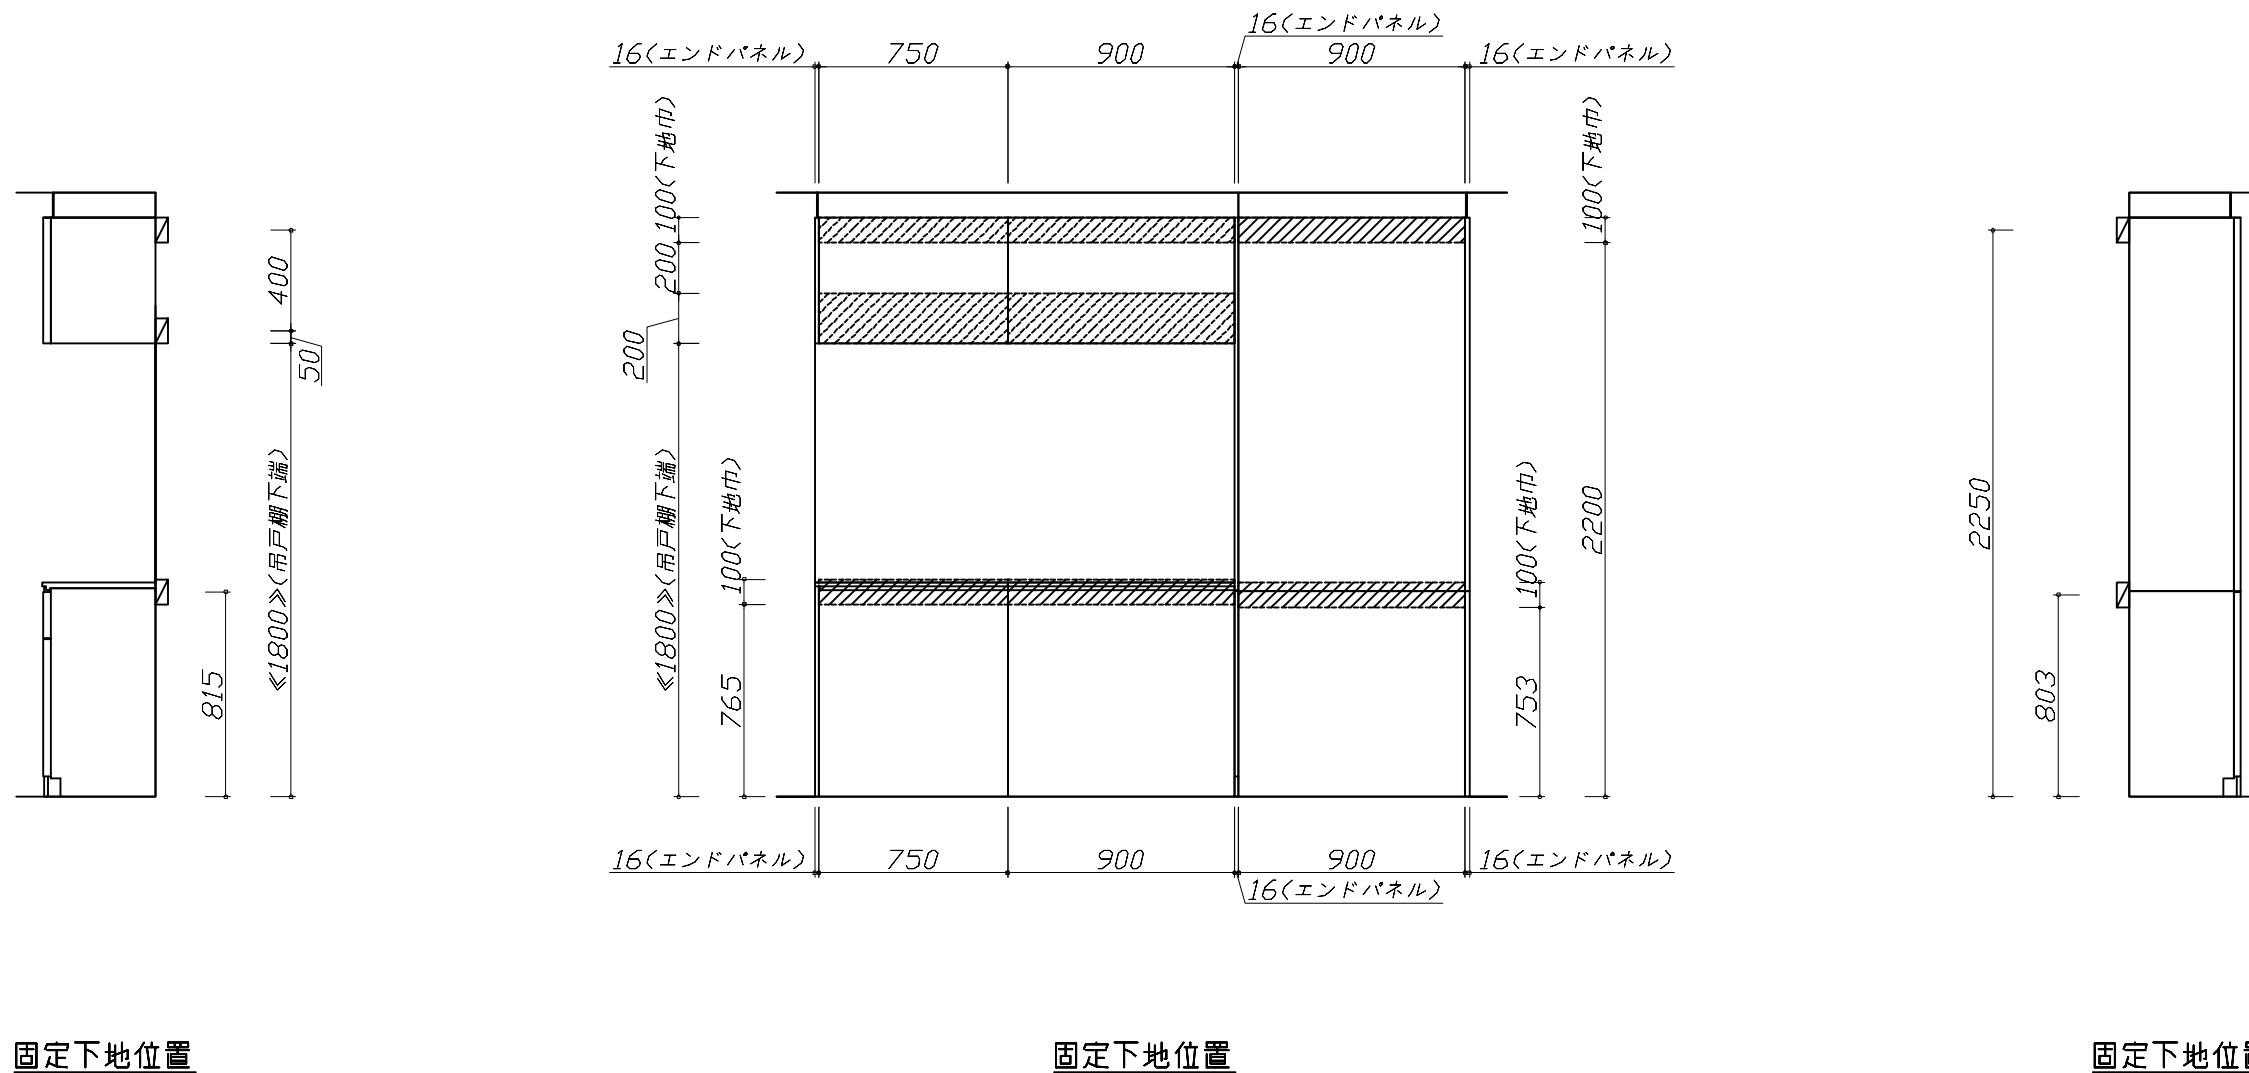 16(エンドパネル)
16(エンドパネル)
750
900
900
16(エンドパネル)
100(下地巾)
200
200
≪1800≫(吊戸棚下端)
100(下地巾)
765
400
50
≪1800≫(吊戸棚下端)
815
100(下地巾)
2200
100(下地巾)
753
2250
803
16(エンドパネル)
750
900
900
16(エンドパネル)
16(エンドパネル)
固定下地位置
固定下地位置
固定下地位置